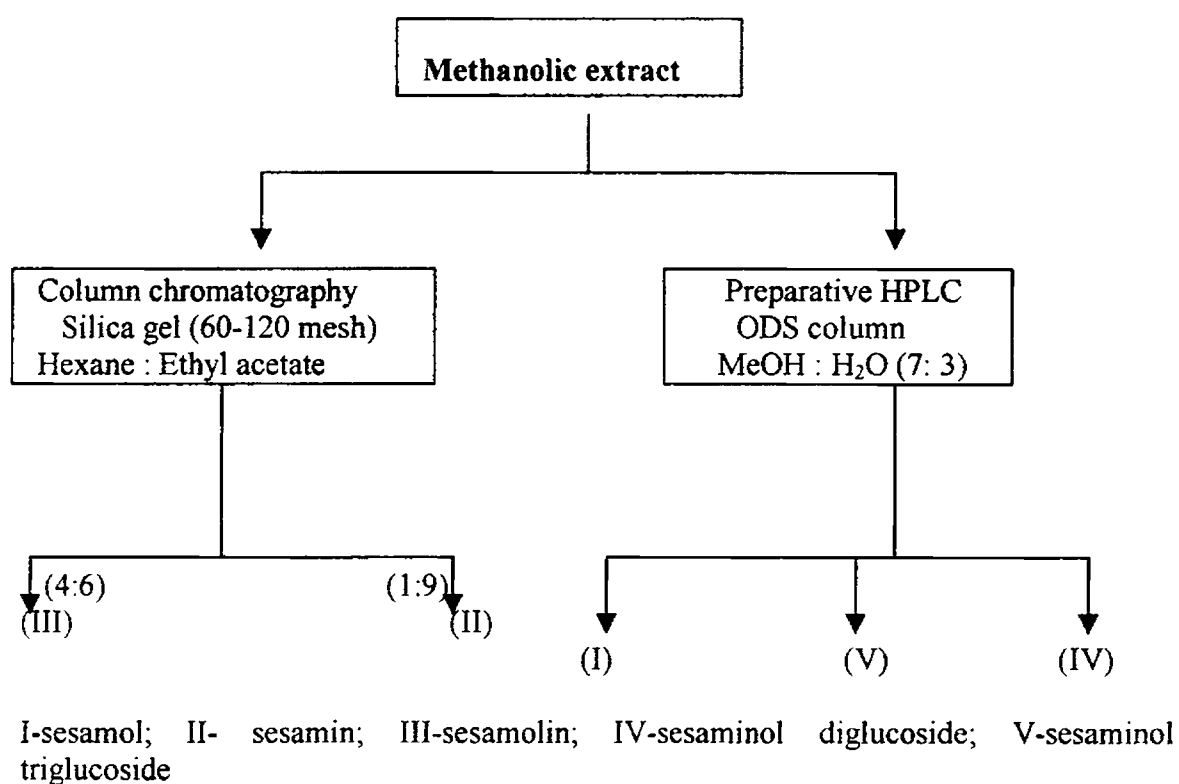 Methanolic extract
Column chromatography
Silica gel (60-120 mesh)
Hexane : Ethyl acetate
Preparative HPLC
ODS column
MeOH : H₂O (7: 3)
(4:6)
(III)
(1:9)
(II)
(I)
(V)
(IV)
I-sesamol; II- sesamin; III-sesamolin; IV-sesaminol diglucoside; V-sesaminol
triglucoside